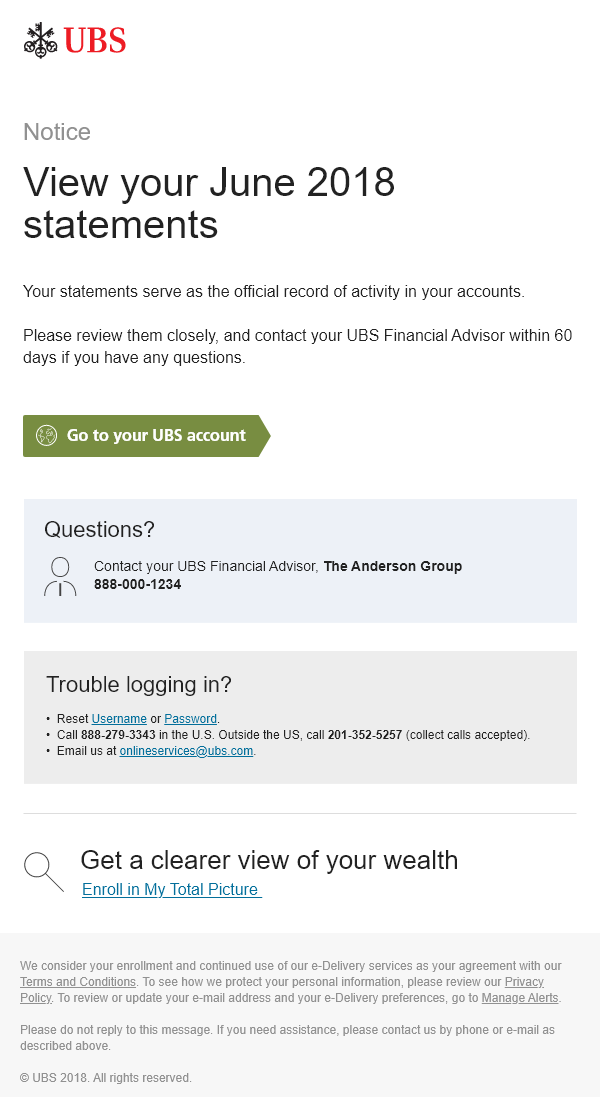 UBS
Notice
View your June 2018
statements
Your statements serve as the official record of activity in your accounts.
Please review them closely, and contact your UBS Financial Advisor within 60
days if you have any questions.
Go to your UBS account
Questions?
Contact your UBS Financial Advisor, The Anderson Group
888-000-1234
Trouble logging in?
• Reset Username or Password.
• Call 888-279-3343 in the U.S. Outside the US, call 201-352-5257 (collect calls accepted).
• Email us at onlineservices@ubs.com.
Get a clearer view of your wealth
Enroll in My Total Picture
We consider your enrollment and continued use of our e-Delivery services as your agreement with our
Terms and Conditions. To see how we protect your personal information, please review our Privacy
Policy. To review or update your e-mail address and your e-Delivery preferences, go to Manage Alerts.
Please do not reply to this message. If you need assistance, please contact us by phone or e-mail as
described above.
© UBS 2018. All rights reserved.